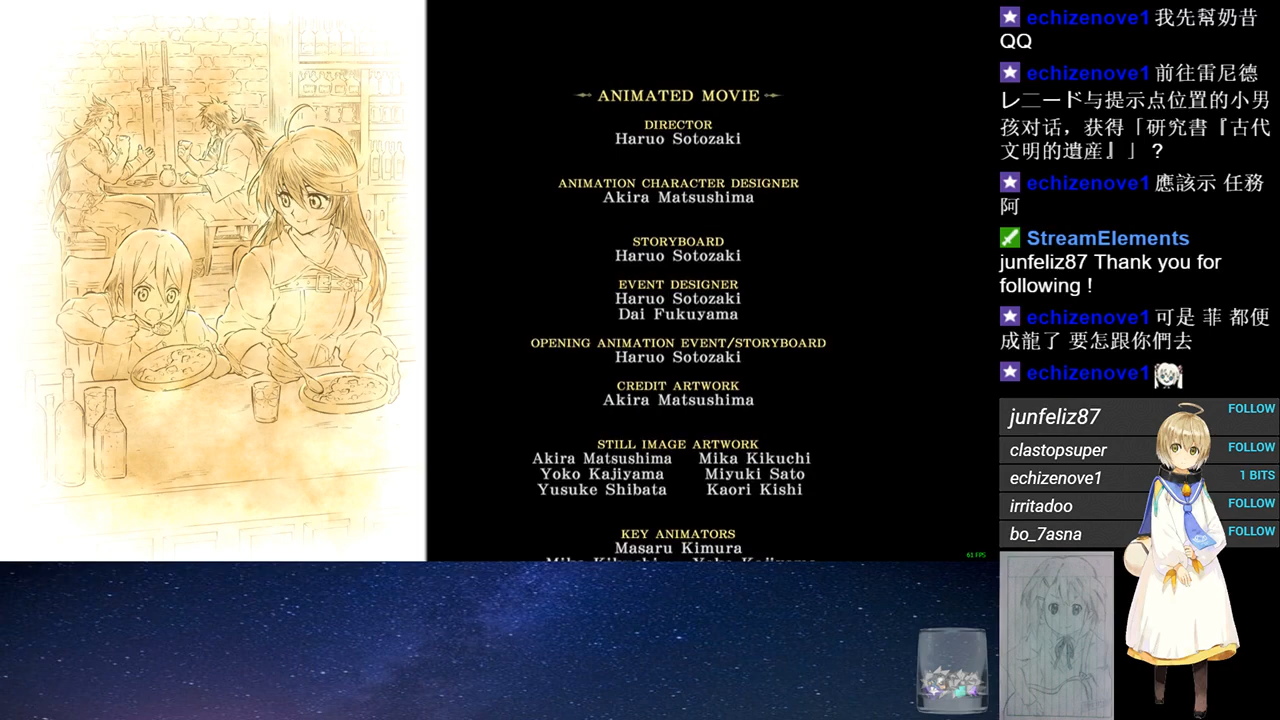 ANIMATED MOVIE
DIRECTOR
Haruo Sotozaki
ANIMATION CHARACTER DESIGNER
Akira Matsushima
STORYBOARD
Haruo Sotozaki
EVENT DESIGNER
Haruo Sotozaki
Dai Fukuyama
OPENING ANIMATION EVENT/STORYBOARD
Haruo Sotozaki
CREDIT ARTWORK
Akira Matsushima
STILL IMAGE ARTWORK
Akira Matsushima Mika Kikuchi
Yoko Kajiyama Miyuki Sato
Yusuke Shibata Kaori Kishi
KEY ANIMATORS
Masaru Kimura
61 FPS
echizenove1 我先幫奶昔
QQ
echizenove1 前往雷尼德
レニード与提示点位置的小男
孩对话，获得「研究書『古代
文明的遺産』」？
echizenove1 應該示 任務
阿
StreamElements
junfeliz87 Thank you for
following !
echizenove1 可是 菲 都便
成龍了 要怎跟你們去
echizenove1
junfeliz87 FOLLOW
clastopsuper FOLLOW
echizenove1 1 BITS
irritadoo FOLLOW
bo_7asna FOLLOW